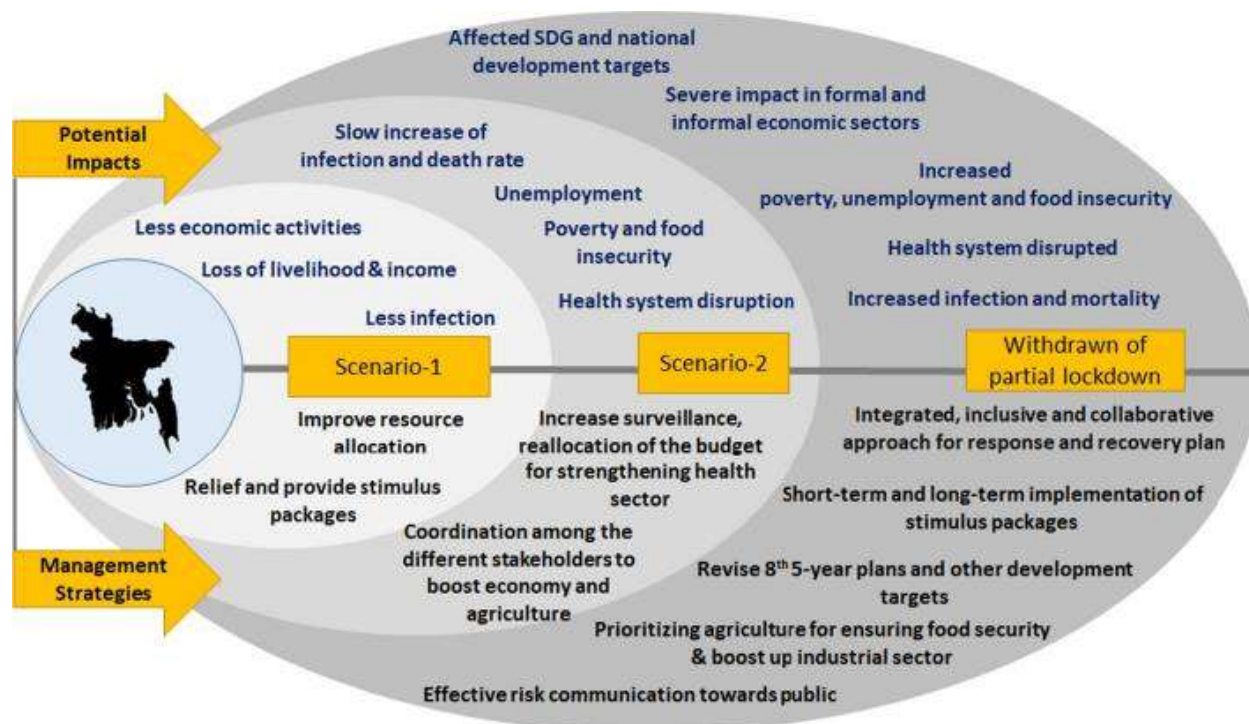 Affected SDG and national
development targets
Severe impact in formal and
informal economic sectors
Potential
Impacts
Slow increase of
infection and death rate
Increased
poverty, unemployment and food insecurity
Unemployment
Less economic activities
Poverty and food
insecurity
Health system disrupted
Loss of livelihood & income
Health system disruption
Increased infection and mortality
Less infection
Scenario-1
Scenario-2
Withdrawn of
partial lockdown
Improve resource
allocation
Increase surveillance,
reallocation of the budget
for strengthening health
sector
Integrated, inclusive and collaborative
approach for response and recovery plan
Relief and provide stimulus
packages
Short-term and long-term implementation of
stimulus packages
Coordination among the
different stakeholders to
boost economy and
agriculture
Management
Strategies
Revise 8th 5-year plans and other development
targets
Prioritizing agriculture for ensuring food security
& boost up industrial sector
Effective risk communication towards public